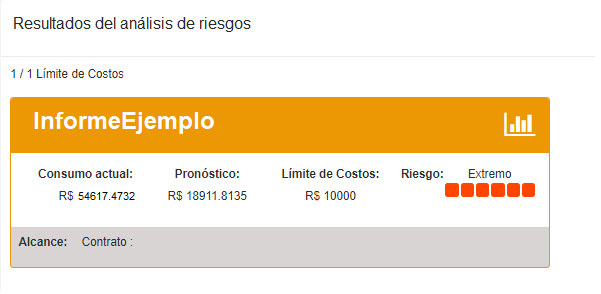 Resultados del análisis de riesgos
1 / 1 Límite de Costos
InformeEjemplo
Consumo actual: Pronóstico: Límite de Costos: Riesgo: Extremo
R$ 54617.4732 R$ 18911.8135 R$ 10000
Alcance: Contrato :